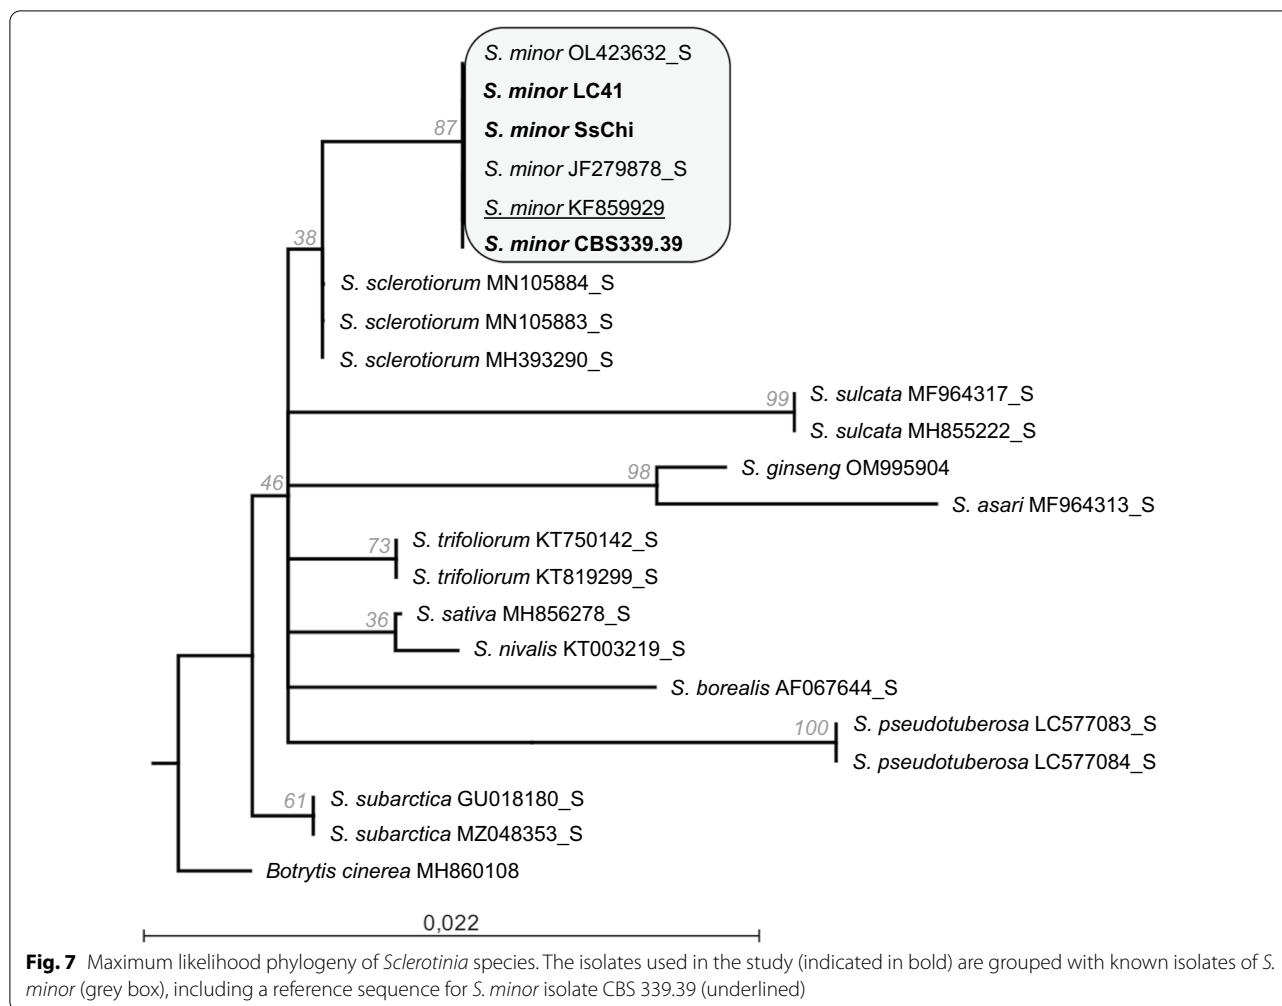 S. minor OL423632_S
S. minor LC41
87
S. minor SsChi
S. minor JF279878_S
S. minor KF859929
38
S. minor CBS339.39
S. sclerotiorum MN105884_S
S. sclerotiorum MN105883_S
S. sclerotiorum MH393290_S
99
S. sulcata MF964317_S
S. sulcata MH855222_S
98
S. ginseng OM995904
46
S. asari MF964313_S
73
S. trifoliorum KT750142_S
S. trifoliorum KT819299_S
36
S. sativa MH856278_S
S. nivalis KT003219_S
S. borealis AF067644_S
100
S. pseudotuberosa LC577083_S
S. pseudotuberosa LC577084_S
61
S. subarctica GU018180_S
S. subarctica MZ048353_S
Botrytis cinerea MH860108
0,022
Fig. 7 Maximum likelihood phylogeny of Sclerotinia species. The isolates used in the study (indicated in bold) are grouped with known isolates of S.
minor (grey box), including a reference sequence for S. minor isolate CBS 339.39 (underlined)